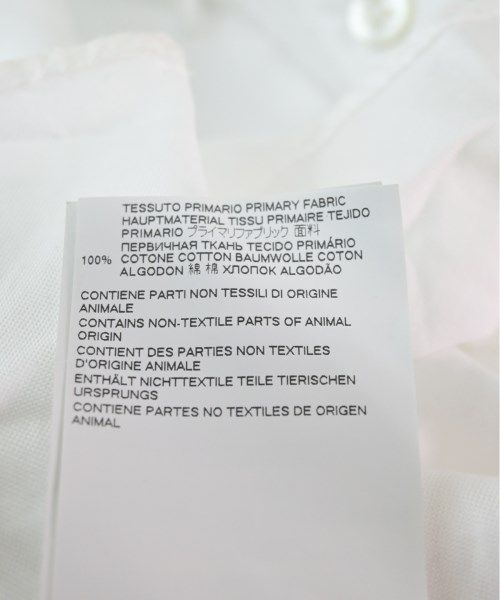 TESSUTO PRIMARIO PRIMARY FABRIC
HAUPTMATERIAL TISSU PRIMAIRE TEJIDO
PRIMARIO プライマリファブリック 面料
ПЕРВИЧНАЯ ТКАНЬ TECIDO PRIMÁRIO
100% COTONE COTTON BAUMWOLLE COTON
ALGODON 綿 棉 ХЛОПОК ALGODÃO
CONTIENE PARTI NON TESSILI DI ORIGINE
ANIMALE
CONTAINS NON-TEXTILE PARTS OF ANIMAL
ORIGIN
CONTIENT DES PARTIES NON TEXTILES
D'ORIGINE ANIMALE
ENTHÄLT NICHTTEXTILE TEILE TIERISCHEN
URSPRUNGS
CONTIENE PARTES NO TEXTILES DE ORIGEN
ANIMAL